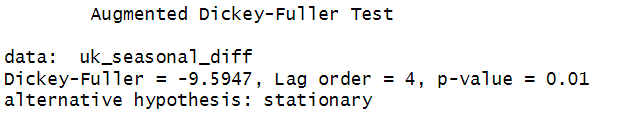 Augmented Dickey-Fuller Test
data:  uk_seasonal_diff
Dickey-Fuller = -9.5947, Lag order = 4, p-value = 0.01
alternative hypothesis: stationary